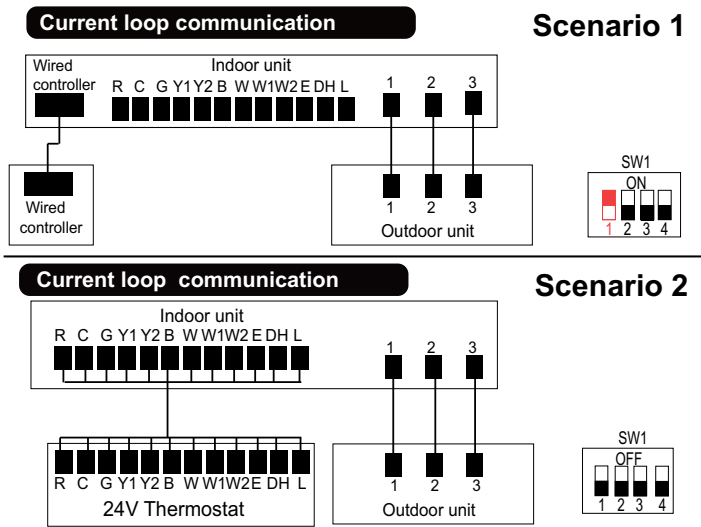 Current loop communication
Scenario 1
Wired controller
Indoor unit
R C G Y1 Y2 B W W1 W2 E DH L
1 2 3
Wired controller
1 2 3
Outdoor unit
SW1
ON
1 2 3 4
Current loop communication
Scenario 2
Indoor unit
R C G Y1 Y2 B W W1 W2 E DH L
1 2 3
R C G Y1 Y2 B W W1 W2 E DH L
24V Thermostat
1 2 3
Outdoor unit
SW1
OFF
1 2 3 4